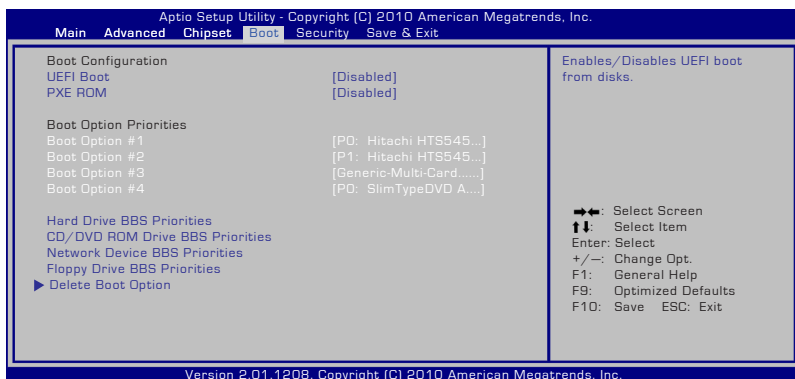 Aptio Setup Utility - Copyright (C) 2010 American Megatrends, Inc.
Main Advanced Chipset Boot Security Save & Exit
Boot Configuration
UEFI Boot [Disabled]
PXE ROM [Disabled]
Boot Option Priorities
Boot Option #1 [P0: Hitachi HTS545...]
Boot Option #2 [P1: Hitachi HTS545...]
Boot Option #3 [Generic-Multi-Card......]
Boot Option #4 [P0: SlimTypeDVD A....]
Hard Drive BBS Priorities
CD/DVD ROM Drive BBS Priorities
Network Device BBS Priorities
Floppy Drive BBS Priorities
Delete Boot Option
Enables/Disables UEFI boot
from disks.
→←: Select Screen
↑↓: Select Item
Enter: Select
+/—: Change Opt.
F1: General Help
F9: Optimized Defaults
F10: Save ESC: Exit
Version 2.01.1208. Copyright (C) 2010 American Megatrends, Inc.